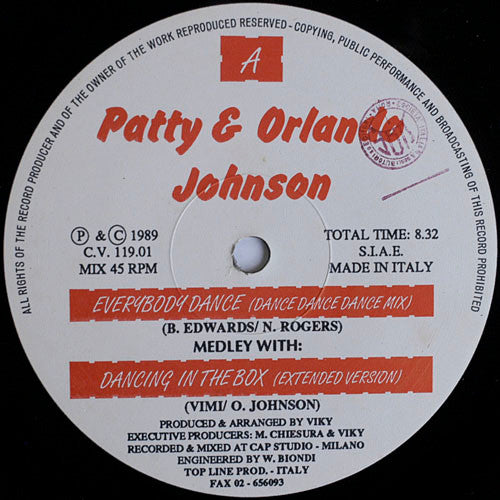 ALL RIGHTS OF THE RECORD PRODUCER AND OF THE OWNER OF THE WORK REPRODUCED RESERVED - COPYING, PUBLIC PERFORMANCE AND BROADCASTING OF THIS RECORD PROHIBITED
A
Patty & Orlando
Johnson
Ⓟ & Ⓒ 1989
C.V. 119.01
MIX 45 RPM
TOTAL TIME: 8.32
S.I.A.E.
MADE IN ITALY
EVERYBODY DANCE (DANCE DANCE DANCE MIX)
(B. EDWARDS/ N. ROGERS)
MEDLEY WITH:
DANCING IN THE BOX (EXTENDED VERSION)
(VIMI/ O. JOHNSON)
PRODUCED & ARRANGED BY VIKY
EXECUTIVE PRODUCERS: M. CHIESURA & VIKY
RECORDED & MIXED AT CAP STUDIO - MILANO
ENGINEERED BY W. BIONDI
TOP LINE PROD. - ITALY
FAX 02 - 656093